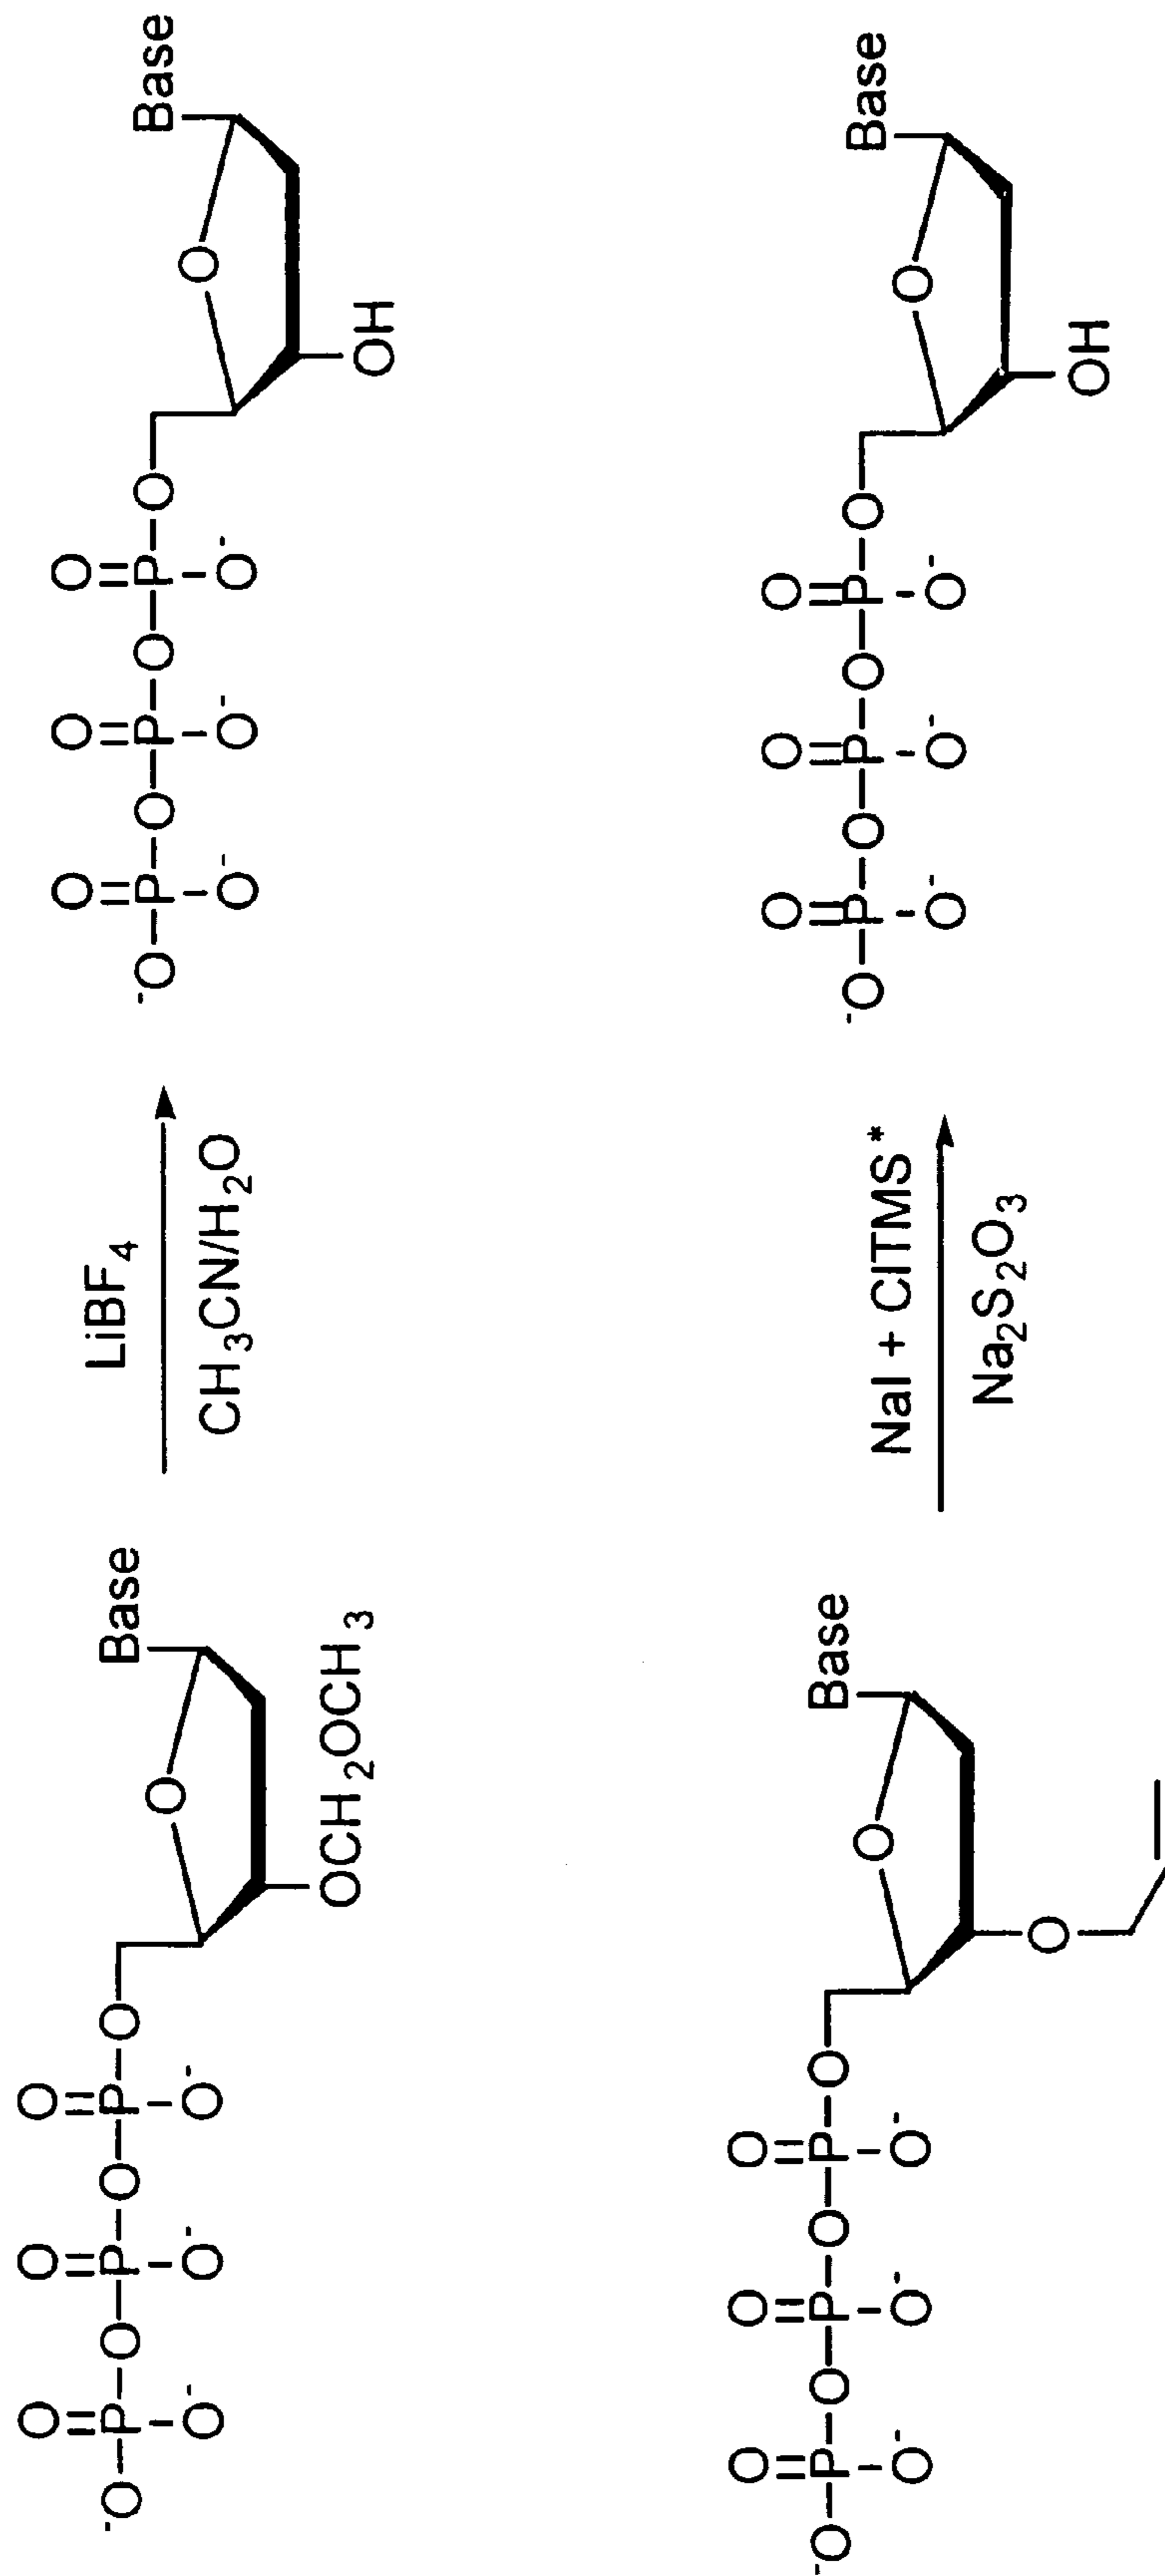 O O O
⁻O–P–O–P–O–P–O
O⁻ O⁻ O⁻
O
Base
OCH₂OCH₃
LiBF₄
CH₃CN/H₂O
O O O
⁻O–P–O–P–O–P–O
O⁻ O⁻ O⁻
O
Base
OH
O O O
⁻O–P–O–P–O–P–O
O⁻ O⁻ O⁻
O
Base
O
NaI + ClTMS*
Na₂S₂O₃
O O O
⁻O–P–O–P–O–P–O
O⁻ O⁻ O⁻
O
Base
OH